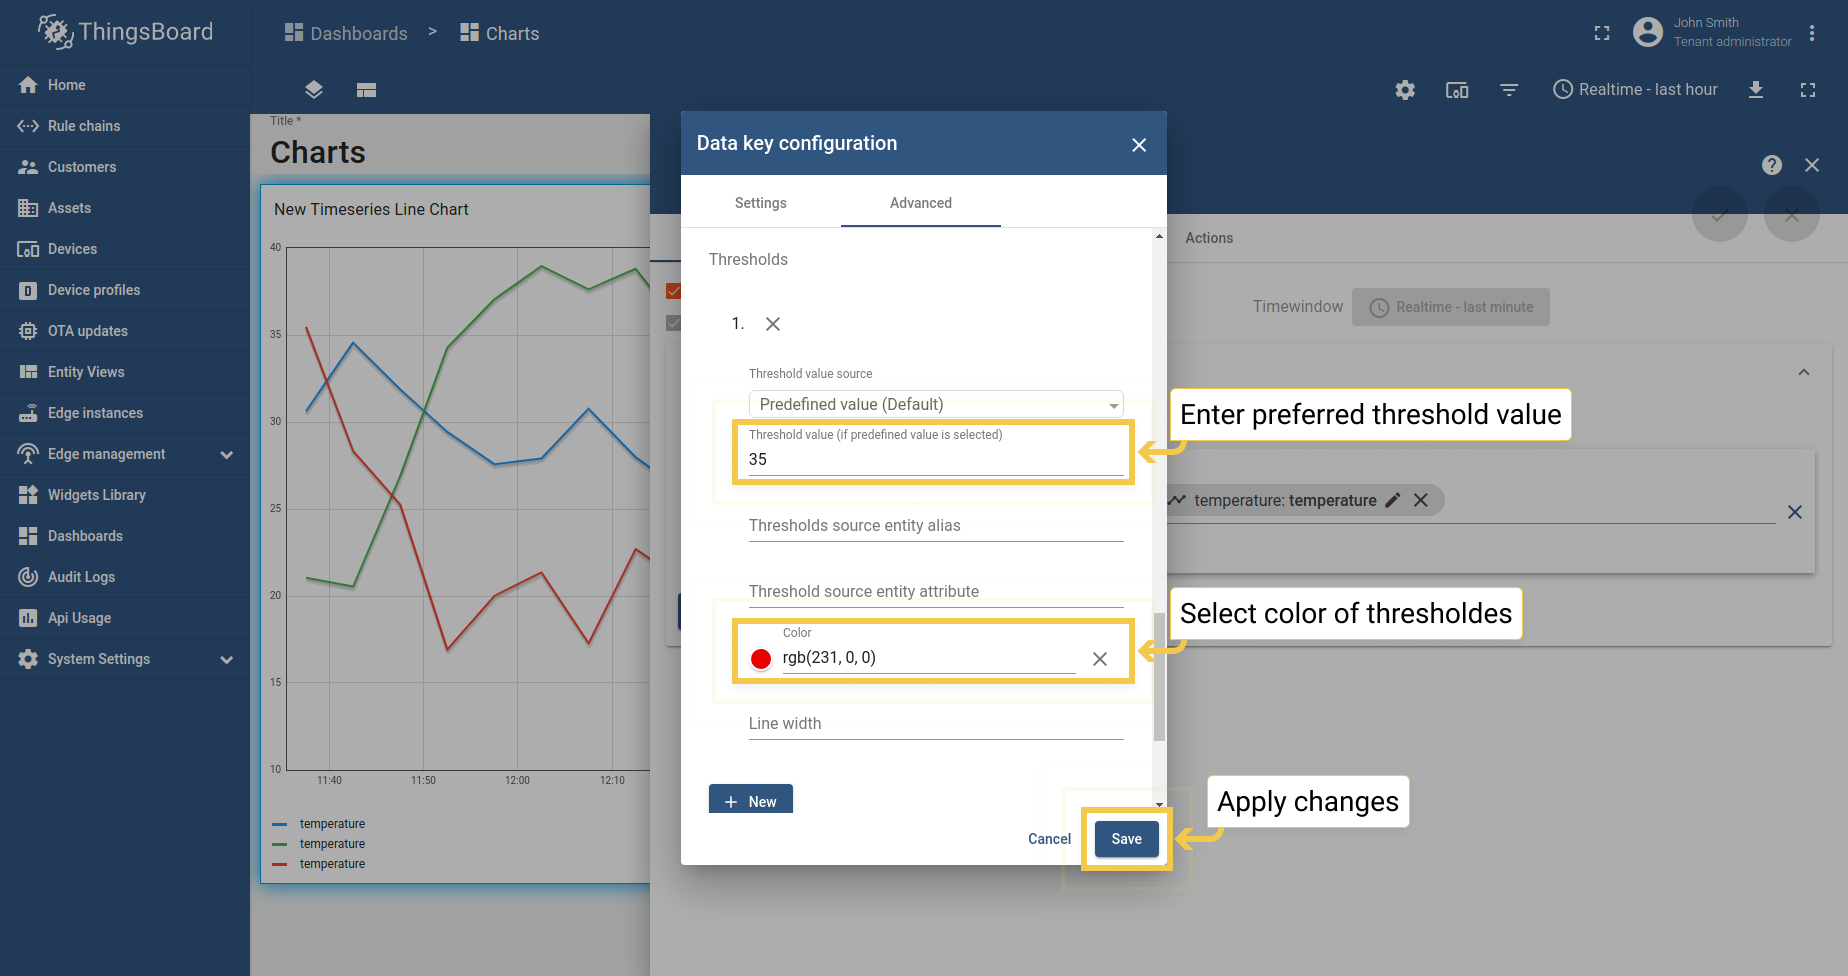 ThingsBoard
Dashboards > Charts
John Smith
Tenant administrator
Home
Rule chains
Customers
Assets
Devices
Device profiles
OTA updates
Entity Views
Edge instances
Edge management
Widgets Library
Dashboards
Audit Logs
Api Usage
System Settings
Realtime - last hour
Title *
Charts
New Timeseries Line Chart
40
35
30
25
20
15
10
11:40 11:50 12:00 12:10
temperature
temperature
temperature
Data key configuration
Settings Advanced
Thresholds
1.
Threshold value source
Predefined value (Default)
Threshold value (if predefined value is selected)
35
Thresholds source entity alias
Threshold source entity attribute
Color
rgb(231, 0, 0)
Line width
+ New
Cancel Save
Actions
Timewindow Realtime - last minute
Enter preferred threshold value
temperature: temperature
Select color of thresholdes
Apply changes